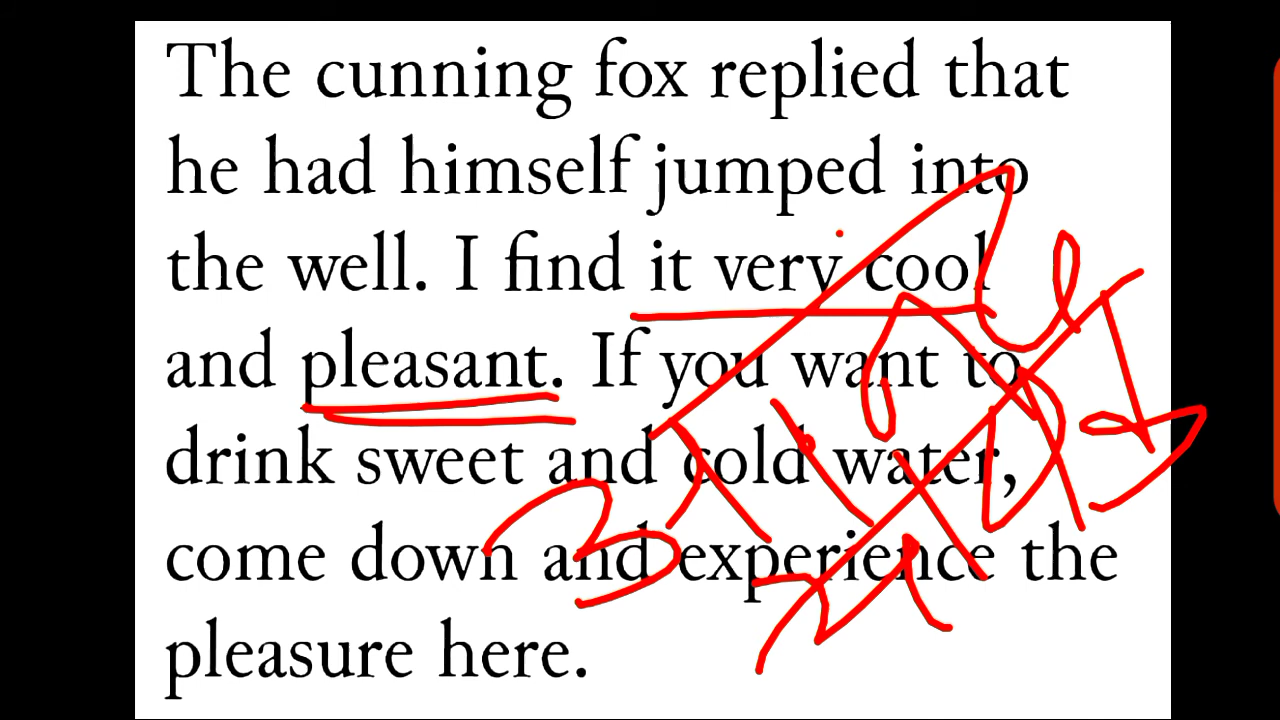 The cunning fox replied that
he had himself jumped into
the well. I find it very cool
and pleasant. If you want to
drink sweet and cold water,
come down and experience the
pleasure here.